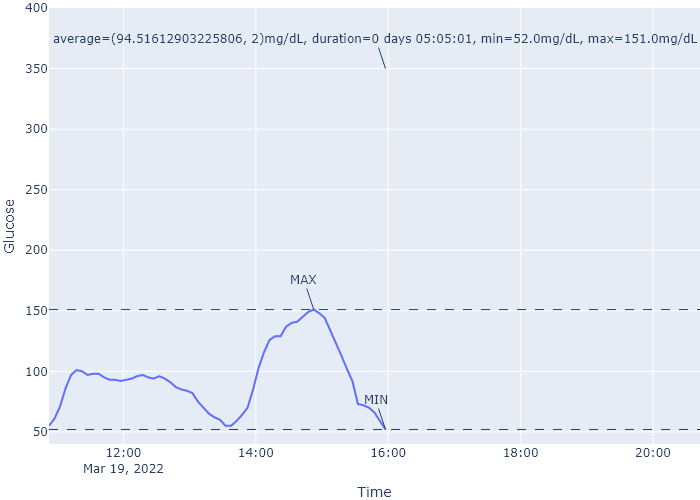 400
average=(94.51612903225806, 2)mg/dL, duration=0 days 05:05:01, min=52.0mg/dL, max=151.0mg/dL
350
300
250
Glucose
200
MAX
150
100
MIN
50
12:00
14:00
16:00
18:00
20:00
Mar 19, 2022
Time